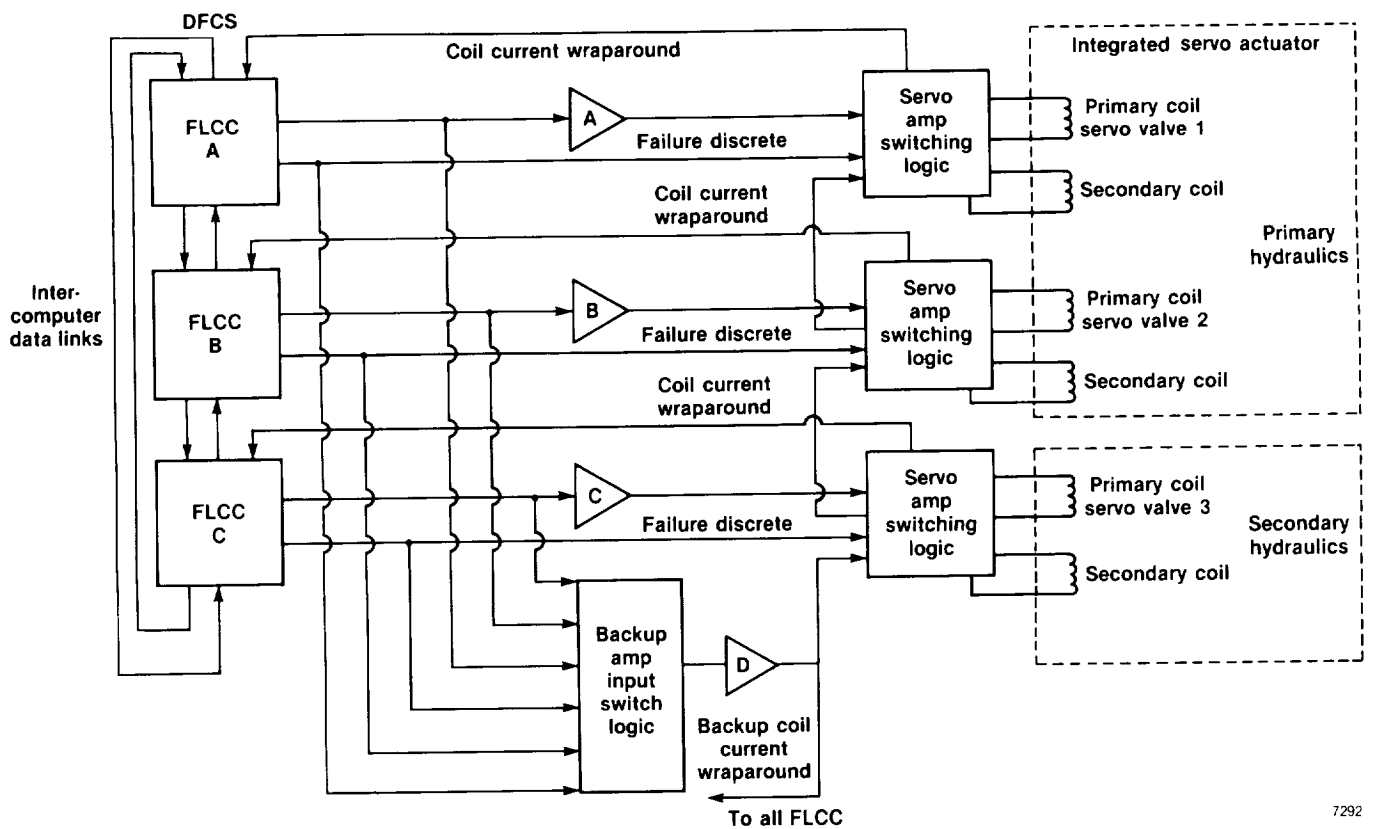 DFCS
Coil current wraparound
Integrated servo actuator
FLCC
A
A
Failure discrete
Servo
amp
switching
logic
Primary coil
servo valve 1
Secondary coil
Coil current
wraparound
Primary
hydraulics
Inter-
computer
data links
FLCC
B
B
Failure discrete
Servo
amp
switching
logic
Primary coil
servo valve 2
Secondary coil
Coil current
wraparound
FLCC
C
C
Failure discrete
Servo
amp
switching
logic
Primary coil
servo valve 3
Secondary coil
Secondary
hydraulics
Backup
amp
input
switch
logic
D
Backup coil
current
wraparound
To all FLCC
7292